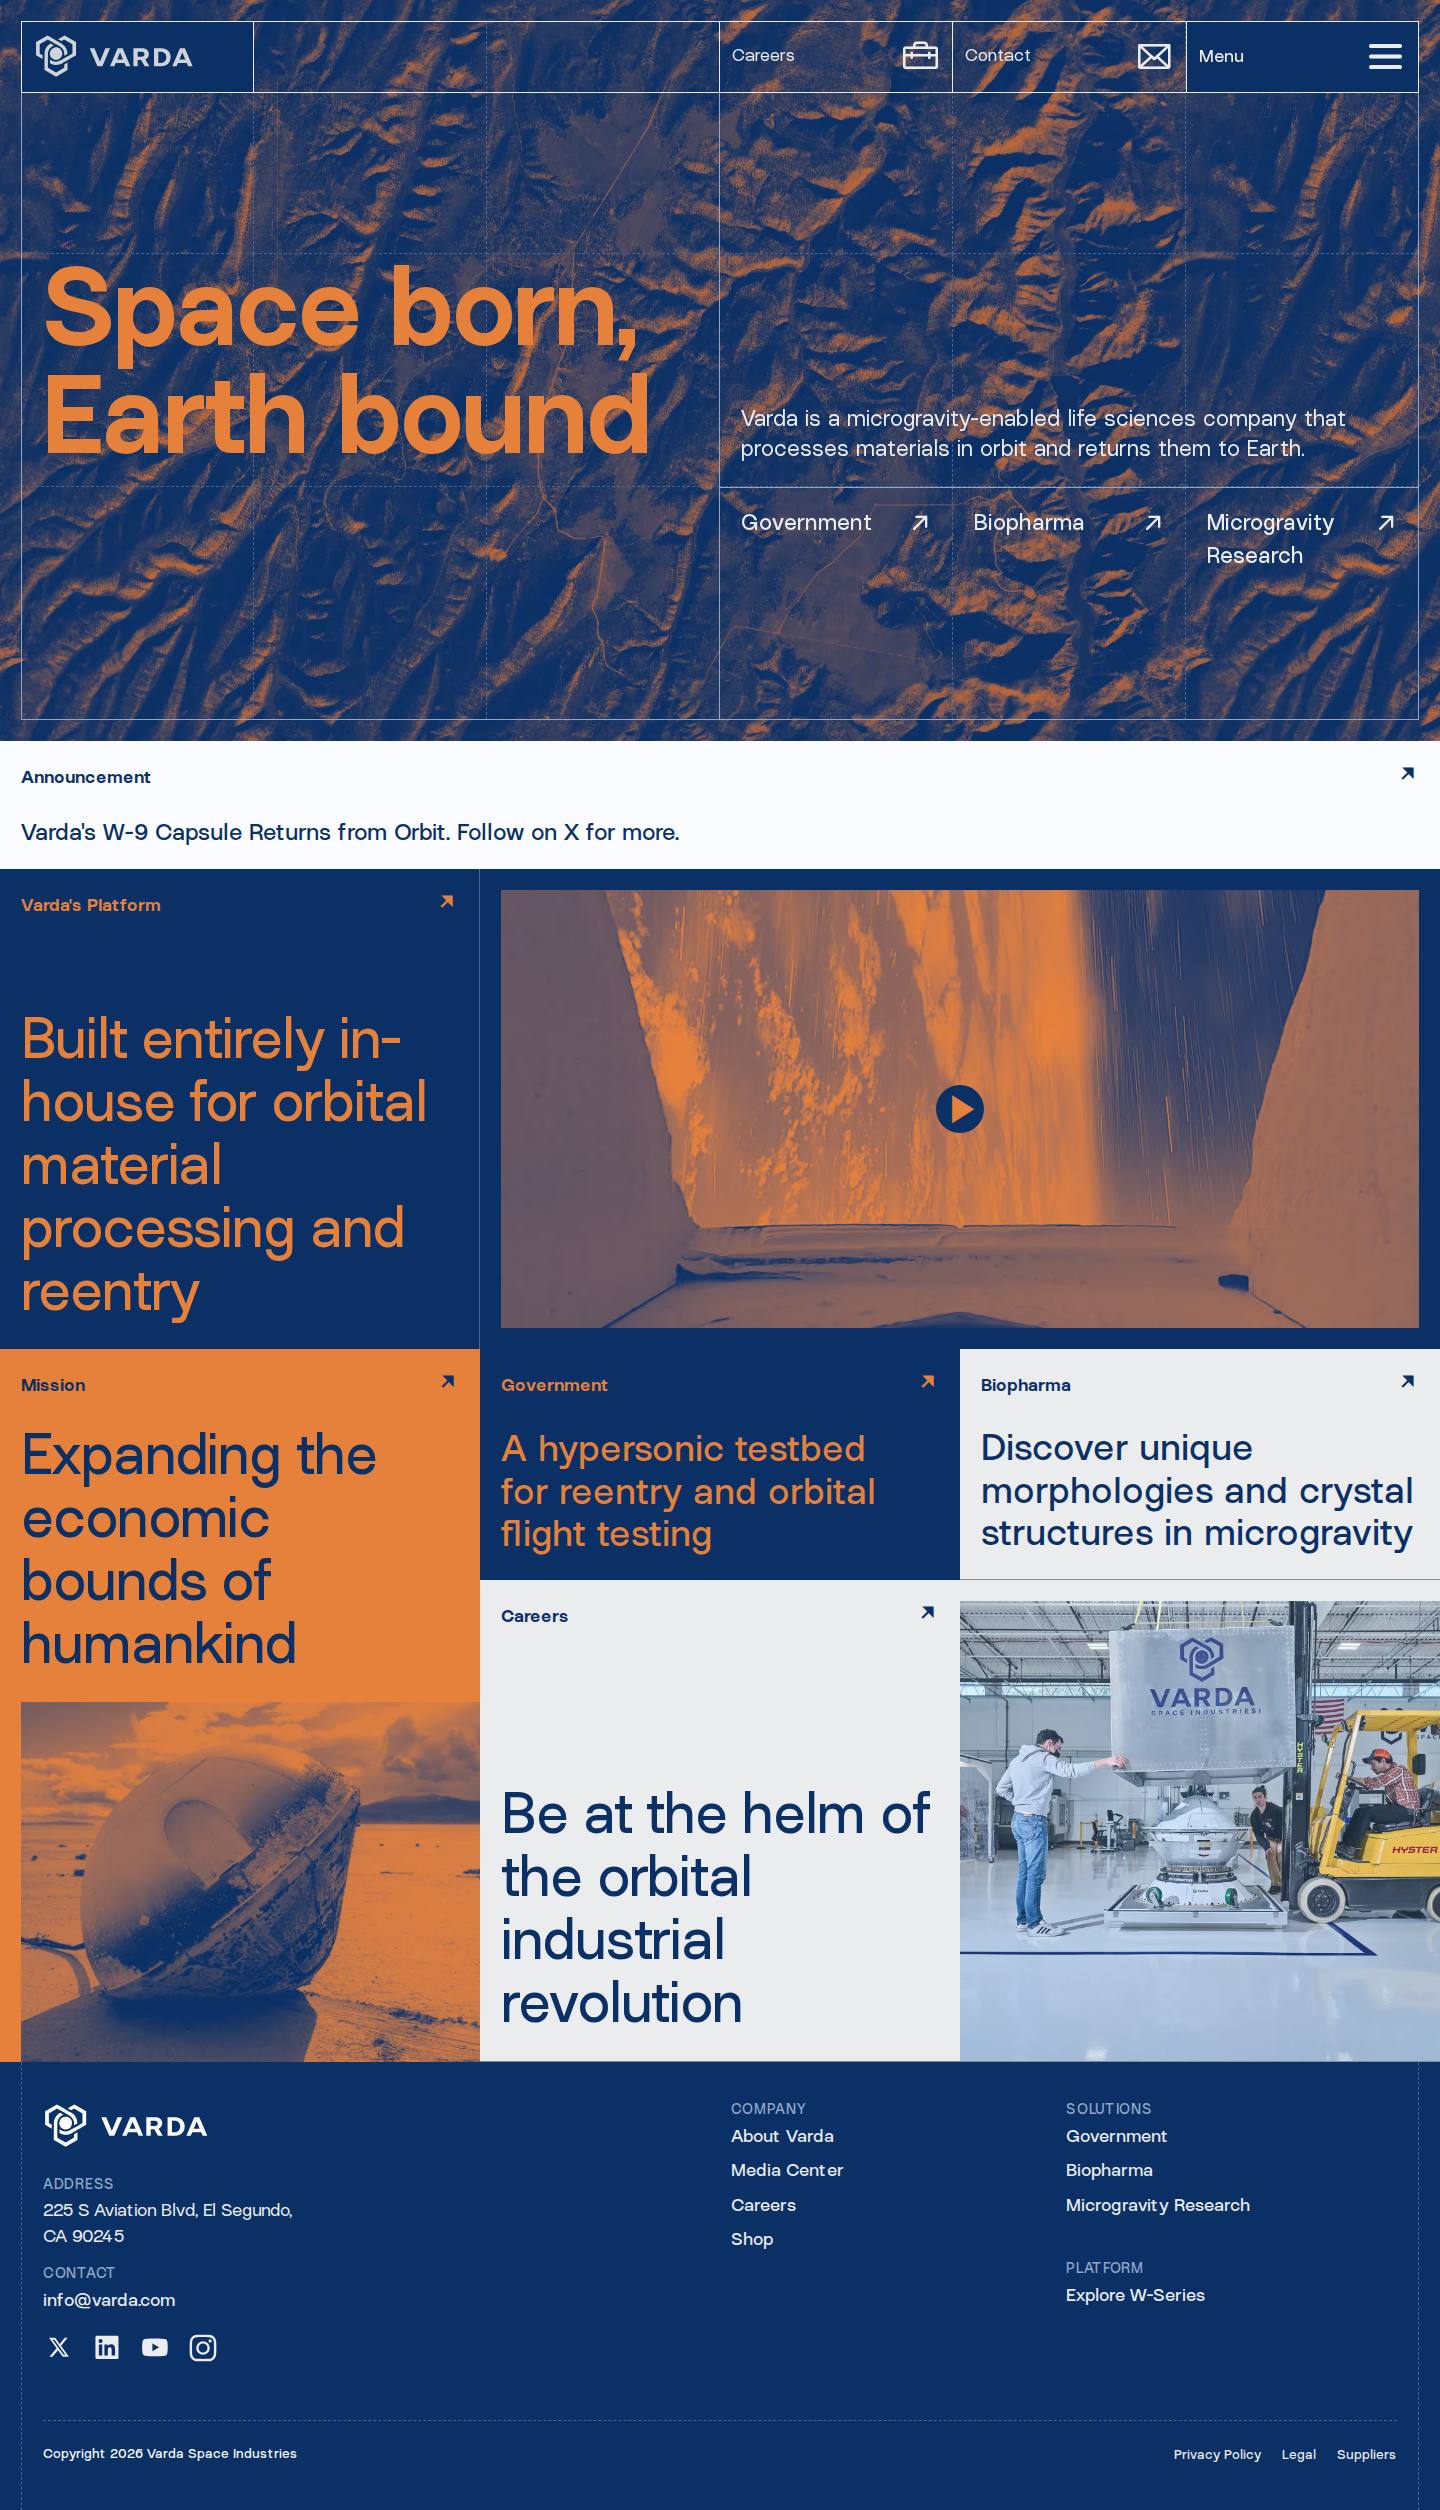 VARDA
Careers
Contact
Menu
Space born,
Earth bound
Varda is a microgravity-enabled life sciences company that
processes materials in orbit and returns them to Earth.
Government
Biopharma
Microgravity
Research
Announcement
Varda's W-9 Capsule Returns from Orbit. Follow on X for more.
Varda's Platform
Built entirely in-
house for orbital
material
processing and
reentry
Mission
Expanding the
economic
bounds of
humankind
Government
A hypersonic testbed
for reentry and orbital
flight testing
Biopharma
Discover unique
morphologies and crystal
structures in microgravity
Careers
Be at the helm of
the orbital
industrial
revolution
VARDA
SPACE INDUSTRIES
HYSTER
VARDA
ADDRESS
225 S Aviation Blvd, El Segundo,
CA 90245
CONTACT
info@varda.com
COMPANY
About Varda
Media Center
Careers
Shop
SOLUTIONS
Government
Biopharma
Microgravity Research
PLATFORM
Explore W-Series
Copyright 2026 Varda Space Industries
Privacy Policy
Legal
Suppliers